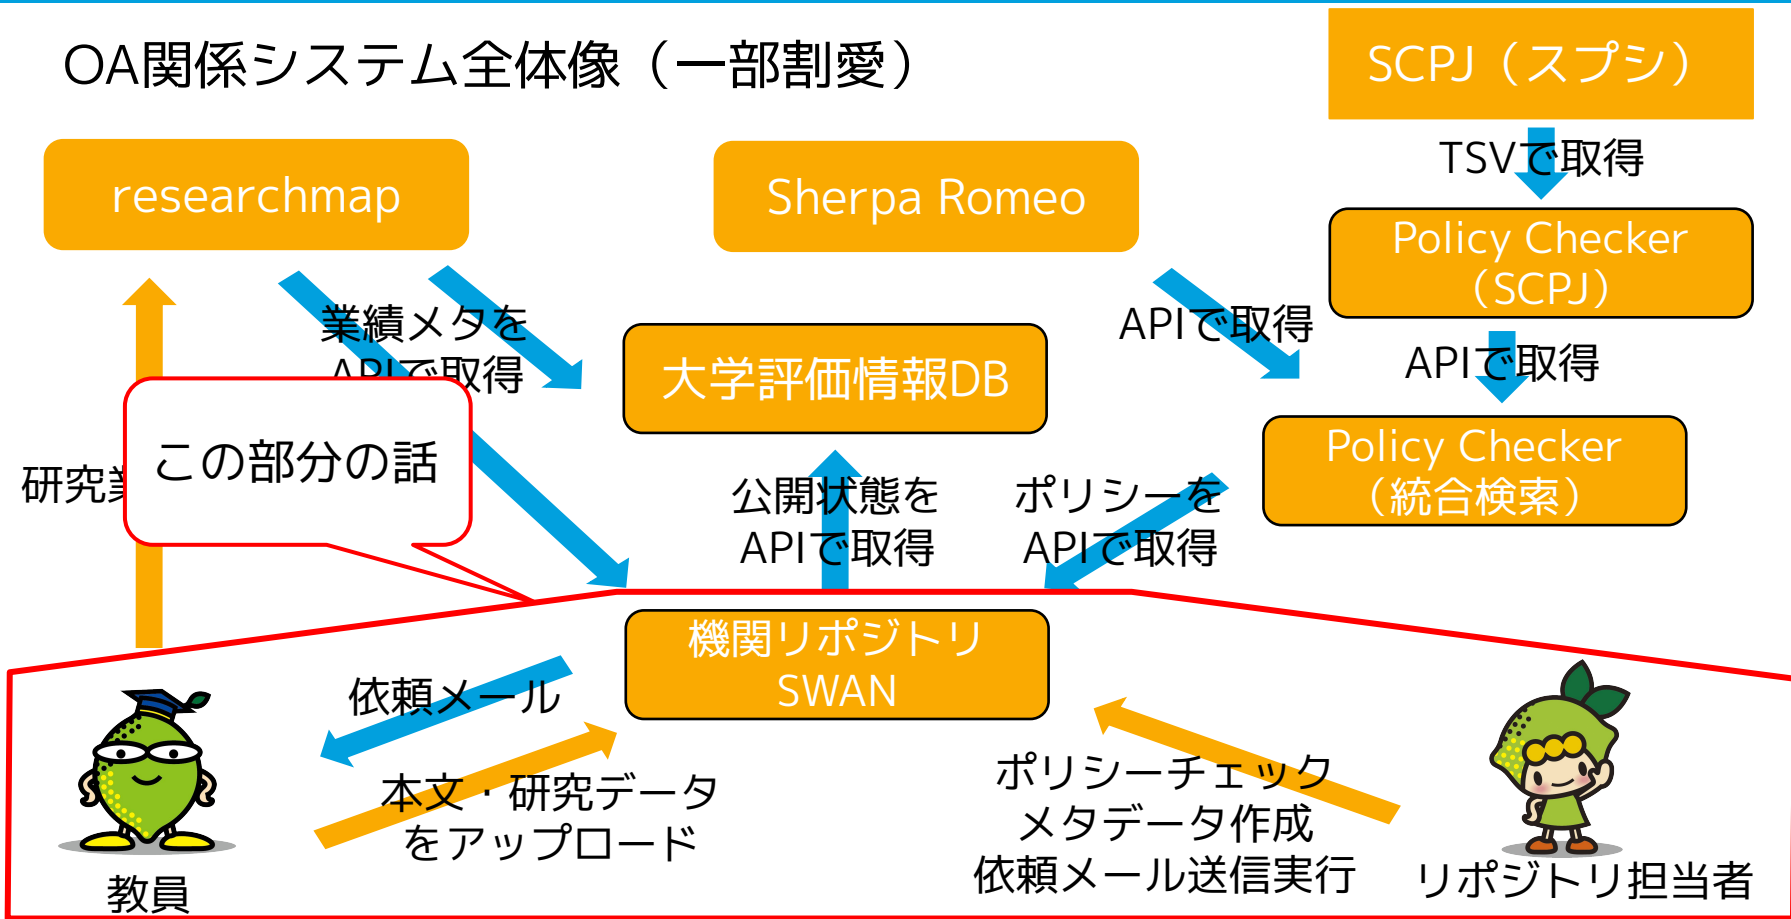 OA関係システム全体像（一部割愛）
SCPJ（スプシ）
TSVで取得
researchmap
Sherpa Romeo
Policy Checker
（SCPJ）
業績メタを
APIで取得
APIで取得
APIで取得
大学評価情報DB
Policy Checker
（統合検索）
この部分の話
研究業
公開状態を
APIで取得
ポリシーを
APIで取得
機関リポジトリ
SWAN
依頼メール
本文・研究データ
をアップロード
ポリシーチェック
メタデータ作成
依頼メール送信実行
教員
リポジトリ担当者